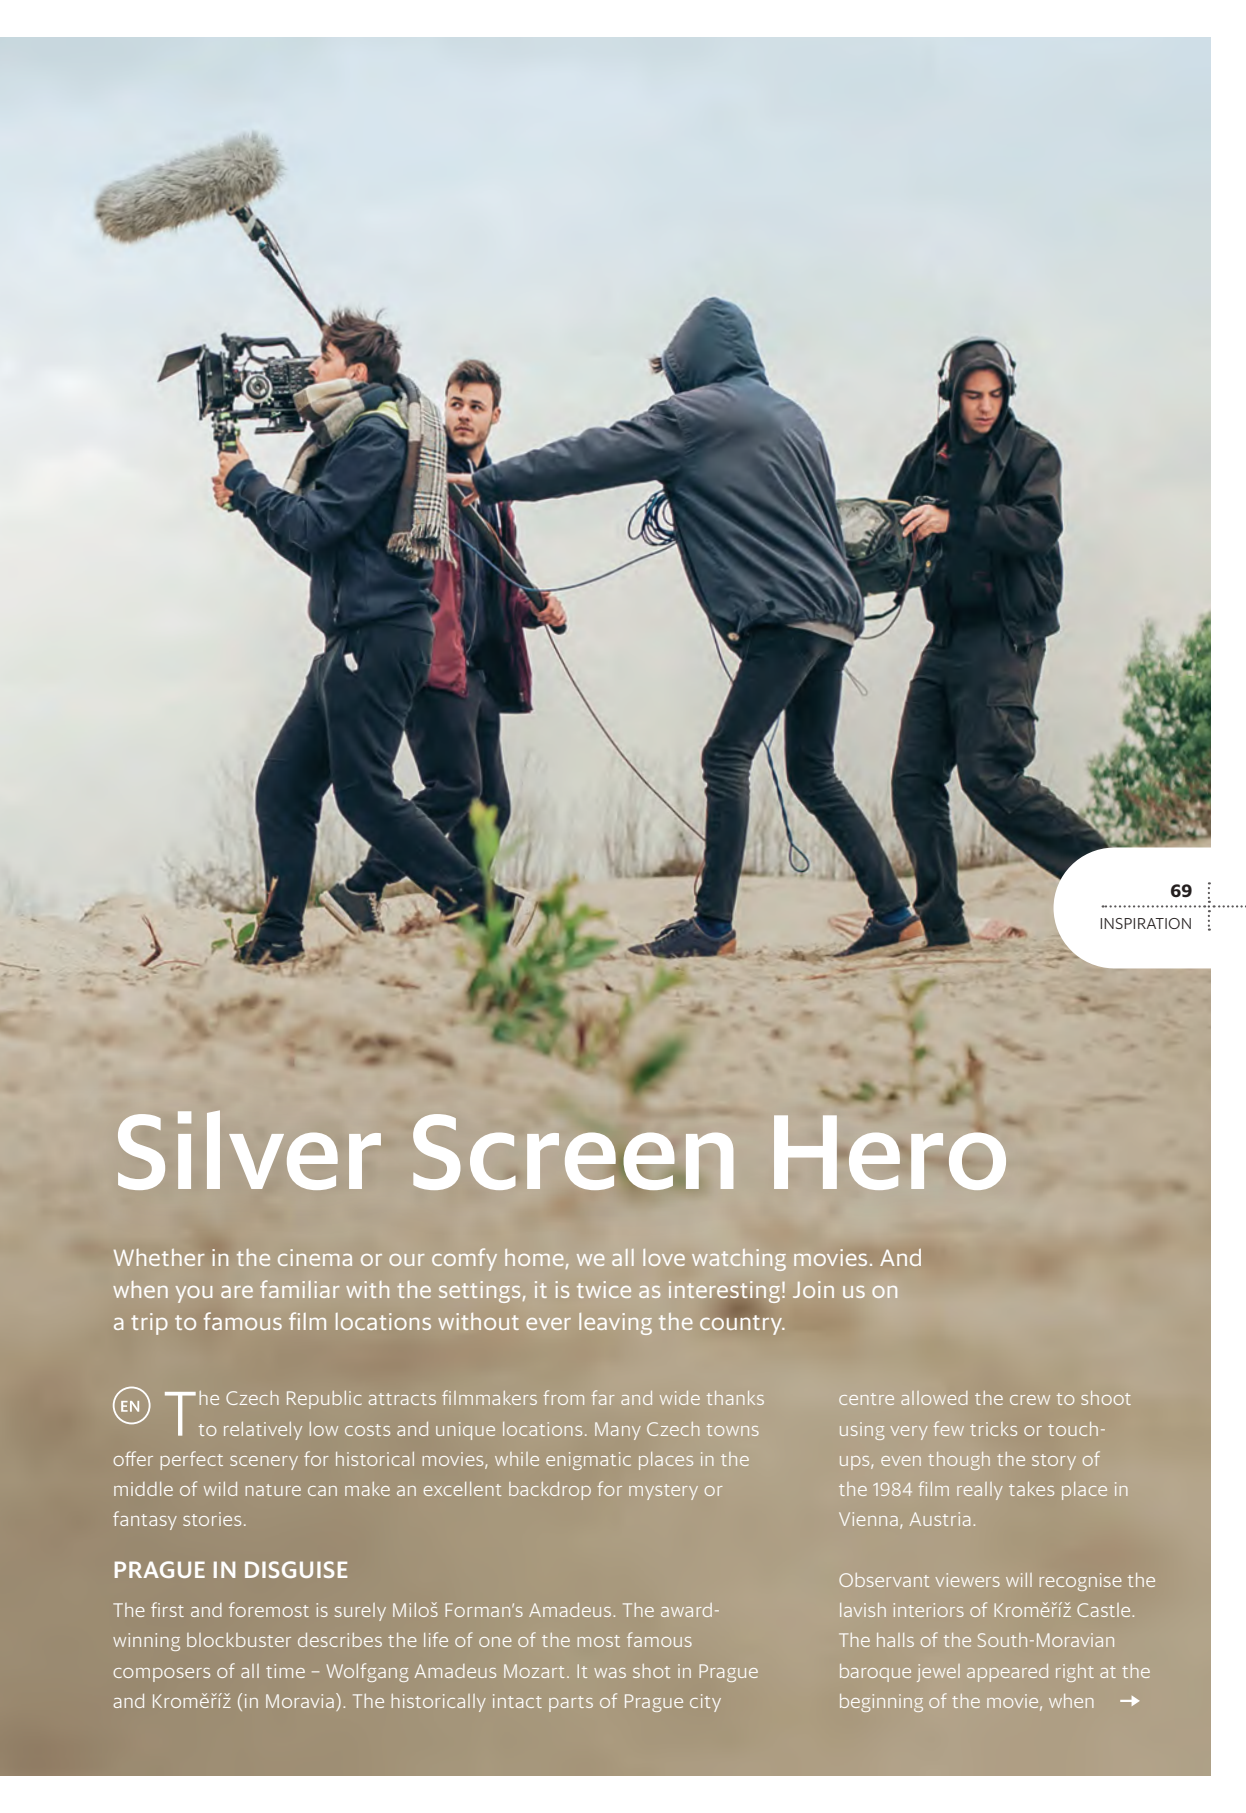 69
INSPIRATION
Silver Screen Hero
Whether in the cinema or our comfy home, we all love watching movies. And
when you are familiar with the settings, it is twice as interesting! Join us on
a trip to famous film locations without ever leaving the country.
EN
The Czech Republic attracts filmmakers from far and wide thanks
to relatively low costs and unique locations. Many Czech towns
offer perfect scenery for historical movies, while enigmatic places in the
middle of wild nature can make an excellent backdrop for mystery or
fantasy stories.
PRAGUE IN DISGUISE
The first and foremost is surely Miloš Forman’s Amadeus. The award-
winning blockbuster describes the life of one of the most famous
composers of all time – Wolfgang Amadeus Mozart. It was shot in Prague
and Kroměříž (in Moravia). The historically intact parts of Prague city
centre allowed the crew to shoot
using very few tricks or touch-
ups, even though the story of
the 1984 film really takes place in
Vienna, Austria.
Observant viewers will recognise the
lavish interiors of Kroměříž Castle.
The halls of the South-Moravian
baroque jewel appeared right at the
beginning of the movie, when →